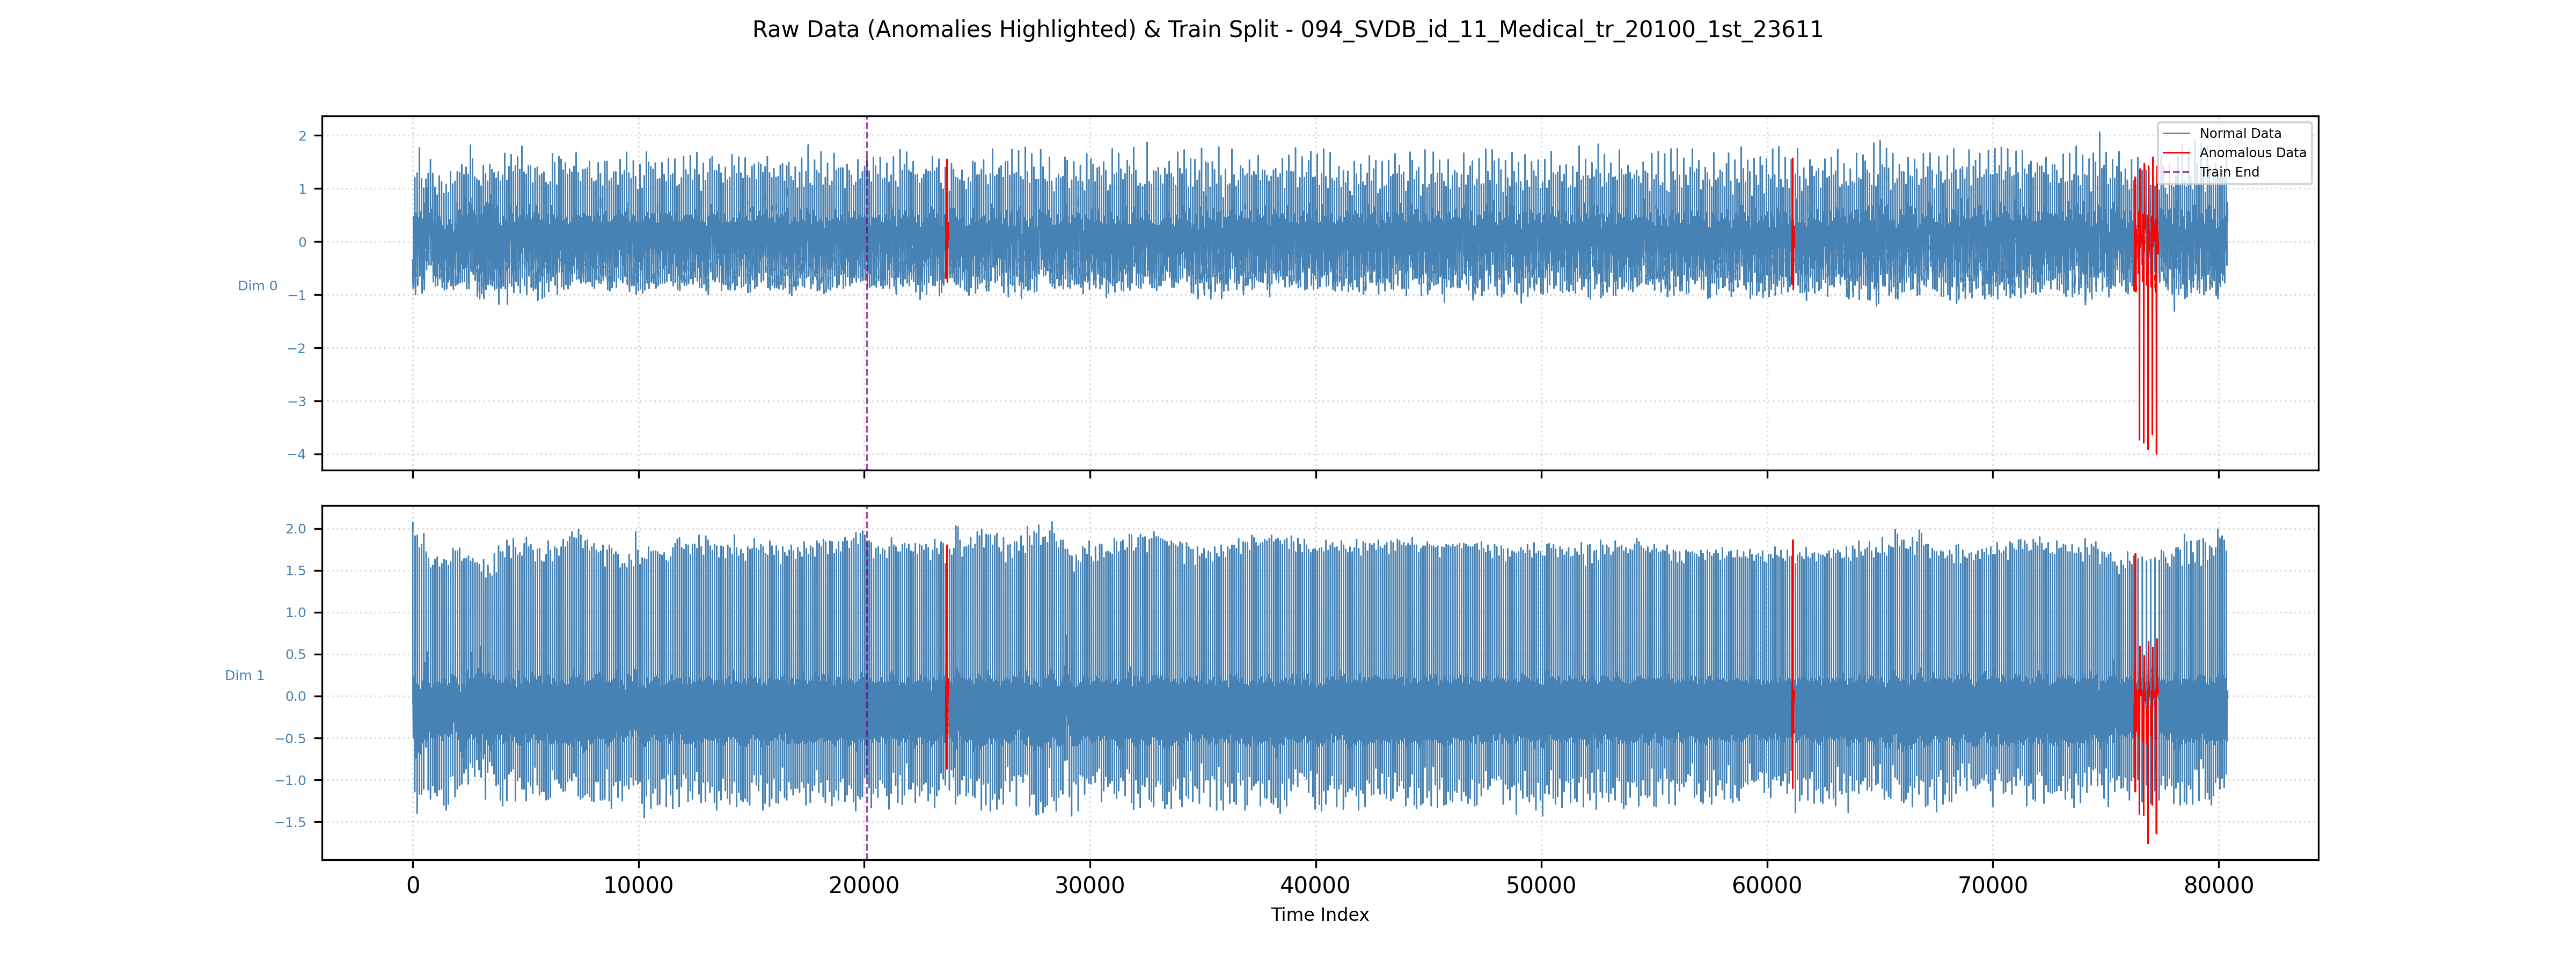 Raw Data (Anomalies Highlighted) & Train Split - 094_SVDB_id_11_Medical_tr_20100_1st_23611
2
1
0
−1
−2
−3
−4
Dim 0
Normal Data
Anomalous Data
Train End
2.0
1.5
1.0
0.5
0.0
−0.5
−1.0
−1.5
Dim 1
0 10000 20000 30000 40000 50000 60000 70000 80000
Time Index